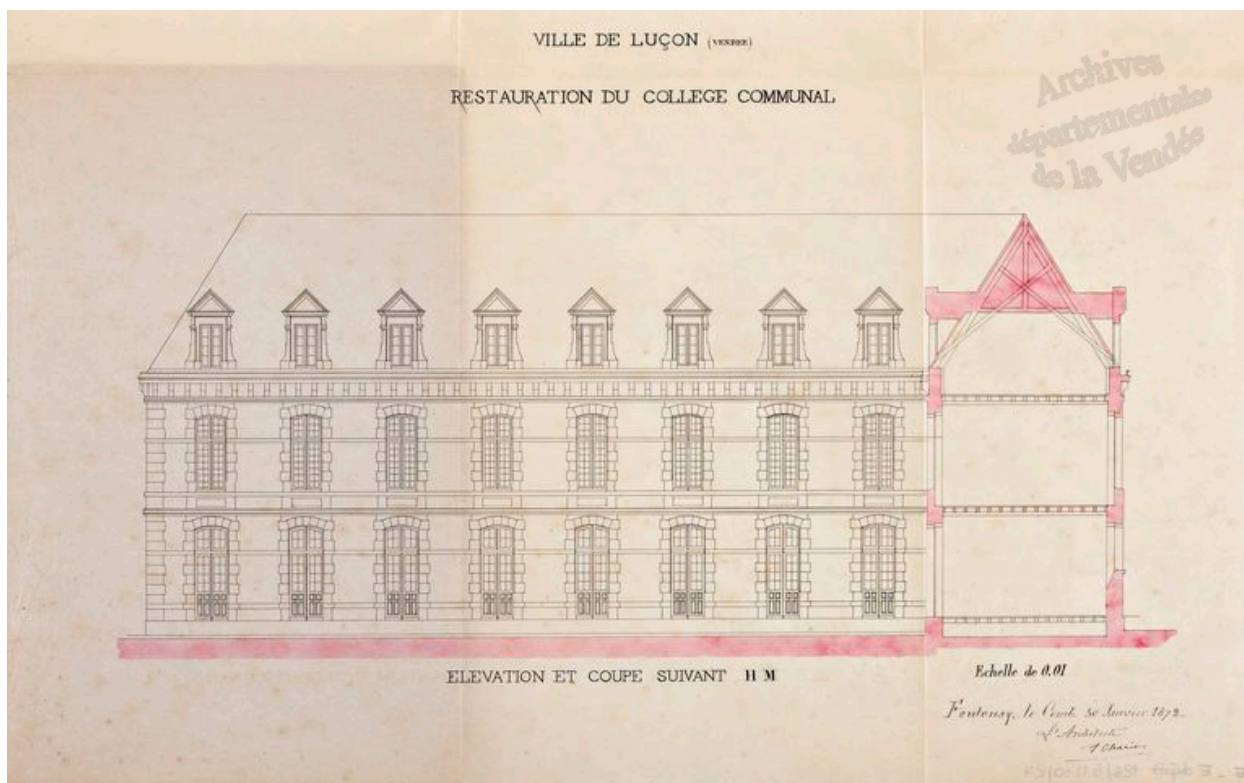 VILLE DE LUÇON (VENDEE)
RESTAURATION DU COLLEGE COMMUNAL
Archives
départementales
de la Vendée
ELEVATION ET COUPE SUIVANT H M
Echelle de 0.01
Fontenay, le Comte 30 Janvier 1872
L'Architecte